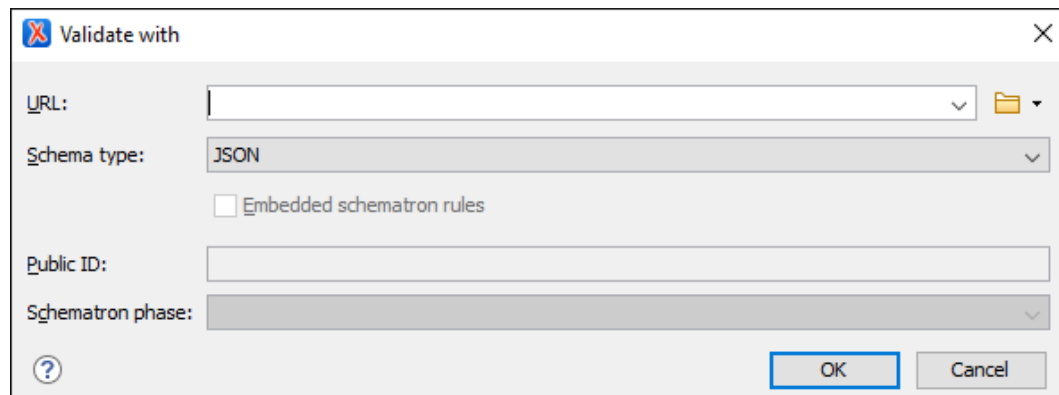 Validate with
URL:
Schema type: JSON
Embedded schematron rules
Public ID:
Schematron phase:
? OK Cancel